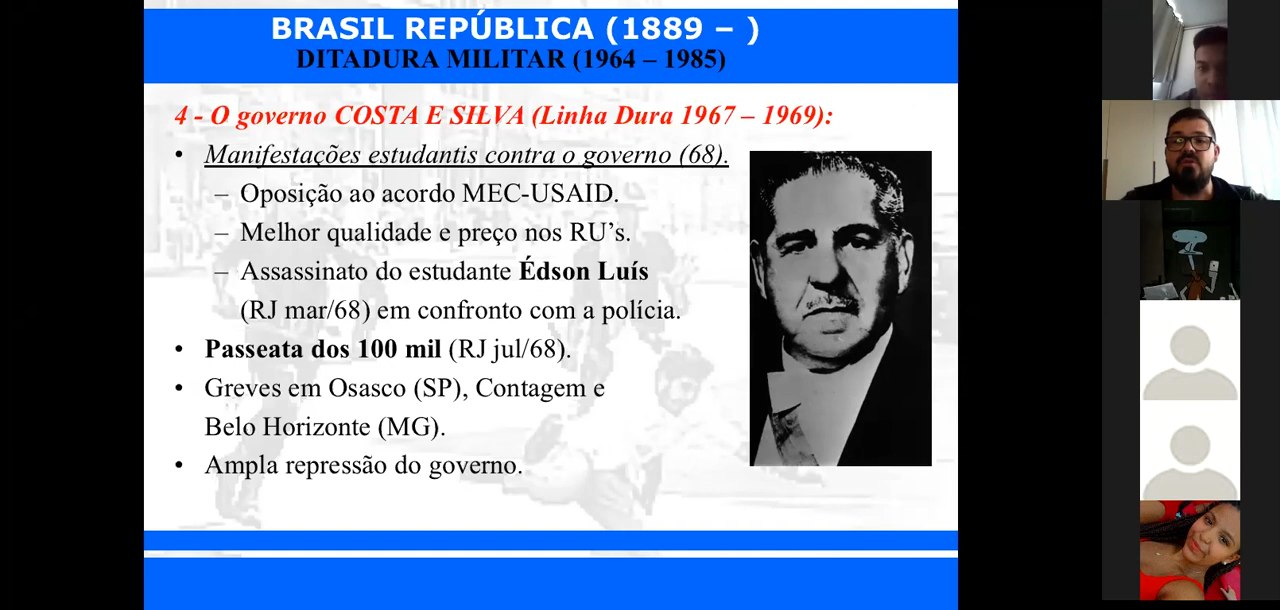 BRASIL REPÚBLICA (1889 – )
DITADURA MILITAR (1964 – 1985)
4 - O governo COSTA E SILVA (Linha Dura 1967 – 1969):
• Manifestações estudantis contra o governo (68).
– Oposição ao acordo MEC-USAID.
– Melhor qualidade e preço nos RU’s.
– Assassinato do estudante Édson Luís
(RJ mar/68) em confronto com a polícia.
• Passeata dos 100 mil (RJ jul/68).
• Greves em Osasco (SP), Contagem e
Belo Horizonte (MG).
• Ampla repressão do governo.